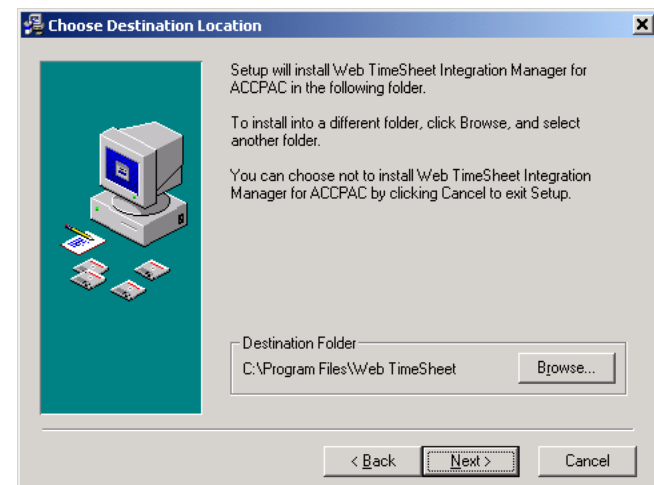 Choose Destination Location
Setup will install Web TimeSheet Integration Manager for
ACCPAC in the following folder.
To install into a different folder, click Browse, and select
another folder.
You can choose not to install Web TimeSheet Integration
Manager for ACCPAC by clicking Cancel to exit Setup.
Destination Folder
C:\Program Files\Web TimeSheet
Browse...
< Back
Next >
Cancel